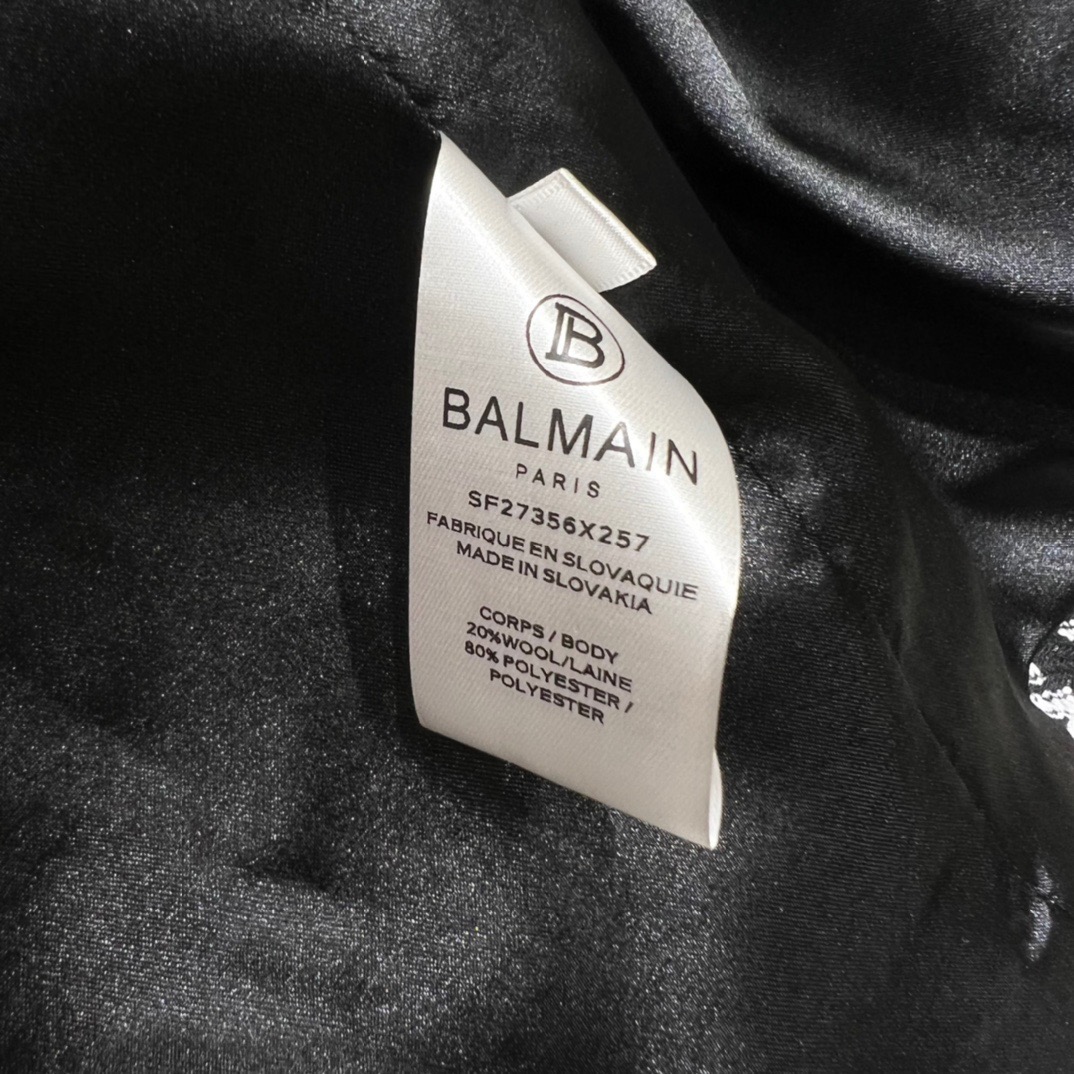 B
BALMAIN
PARIS
SF27356X257
FABRIQUE EN SLOVAQUIE
MADE IN SLOVAKIA
CORPS / BODY
20%WOOL/LAINE
80% POLYESTER /
POLYESTER